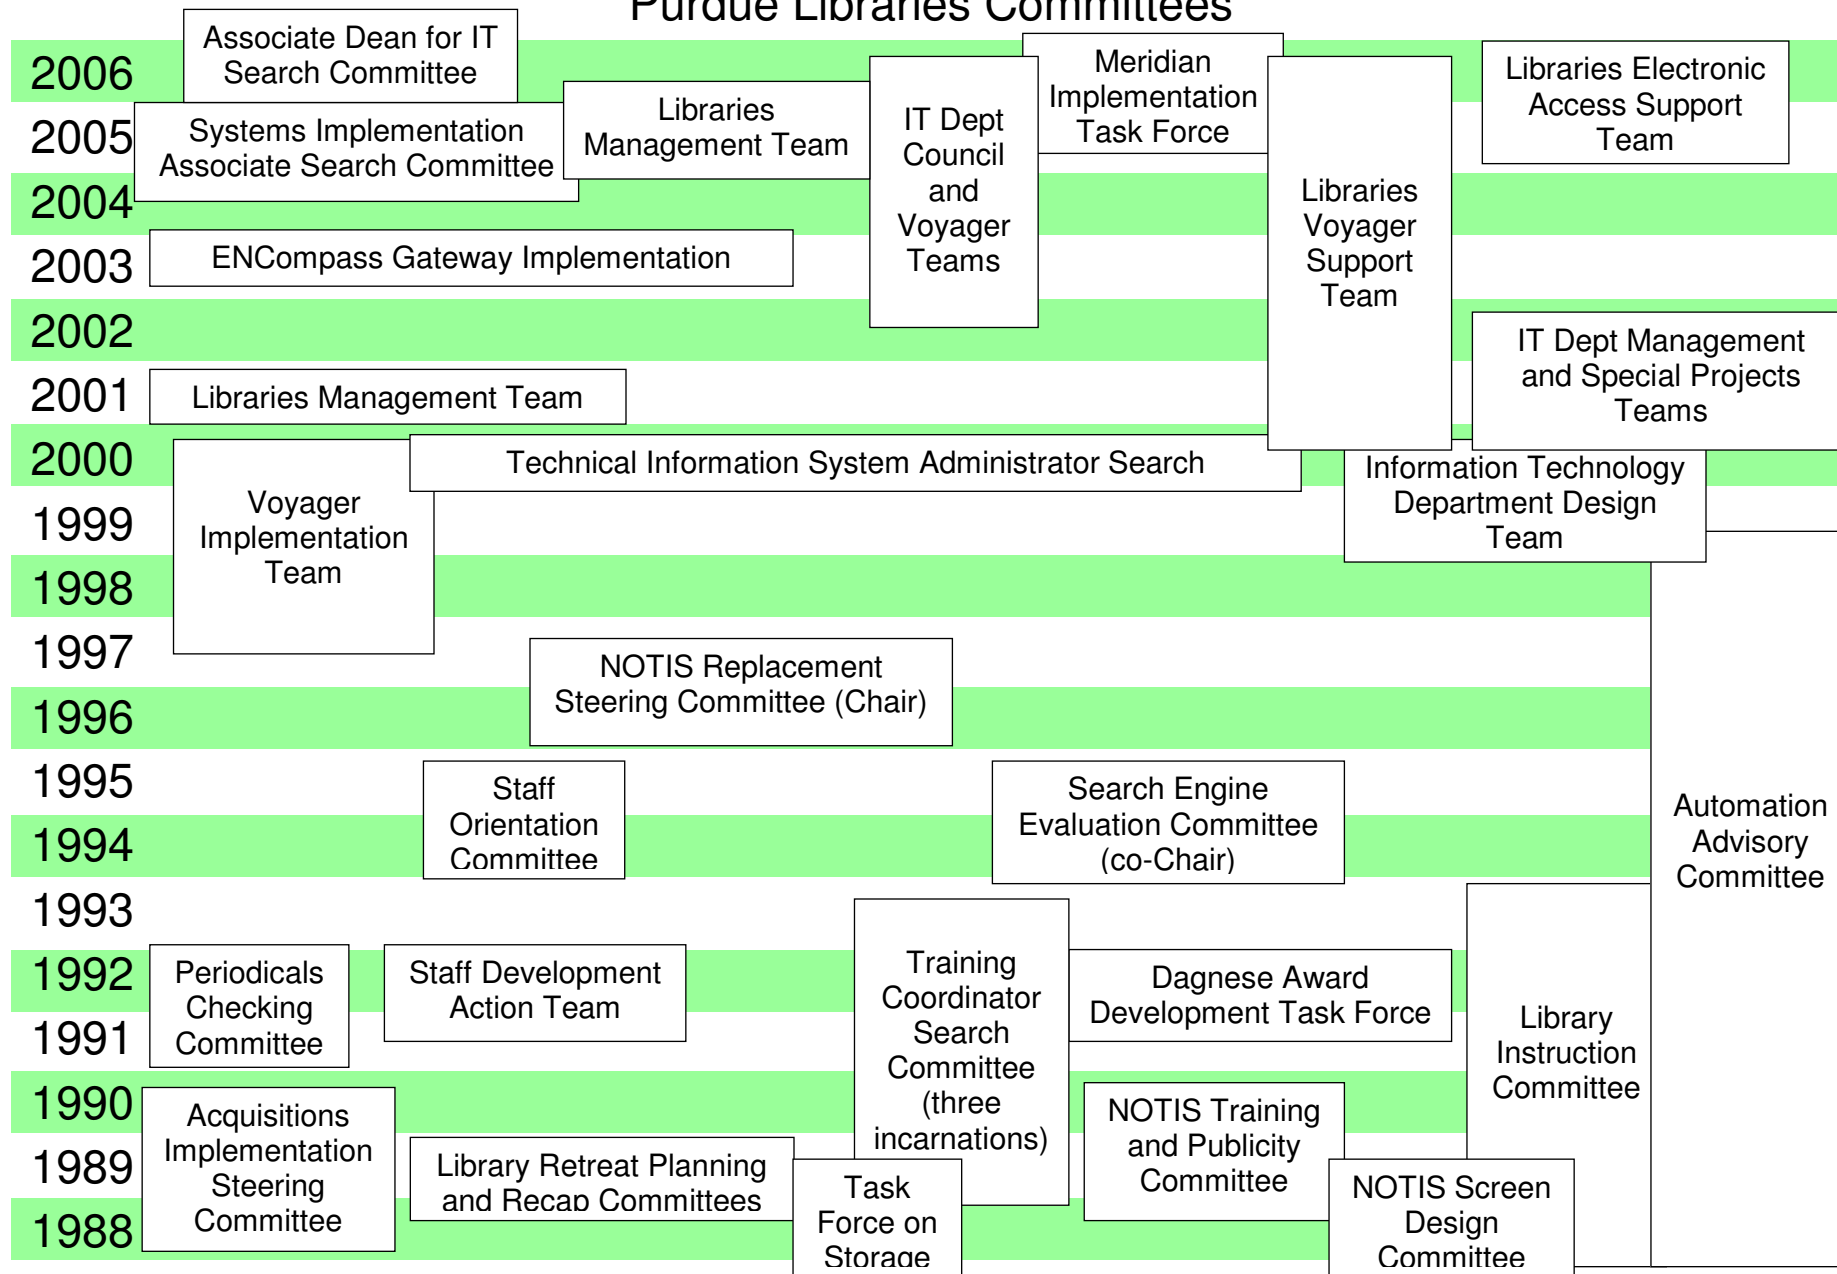 Purdue Libraries Committees
2006
2005
2004
2003
2002
2001
2000
1999
1998
1997
1996
1995
1994
1993
1992
1991
1990
1989
1988
Associate Dean for IT
Search Committee
Systems Implementation
Associate Search Committee
Libraries
Management Team
IT Dept
Council
and
Voyager
Teams
Meridian
Implementation
Task Force
Libraries
Voyager
Support
Team
Libraries Electronic
Access Support
Team
ENCompass Gateway Implementation
IT Dept Management
and Special Projects
Teams
Libraries Management Team
Technical Information System Administrator Search
Information Technology
Department Design
Team
Voyager
Implementation
Team
NOTIS Replacement
Steering Committee (Chair)
Staff
Orientation
Committee
Search Engine
Evaluation Committee
(co-Chair)
Automation
Advisory
Committee
Periodicals
Checking
Committee
Staff Development
Action Team
Training
Coordinator
Search
Committee
(three
incarnations)
Dagnese Award
Development Task Force
Library
Instruction
Committee
Acquisitions
Implementation
Steering
Committee
Library Retreat Planning
and Recap Committees
Task
Force on
Storage
NOTIS Training
and Publicity
Committee
NOTIS Screen
Design
Committee